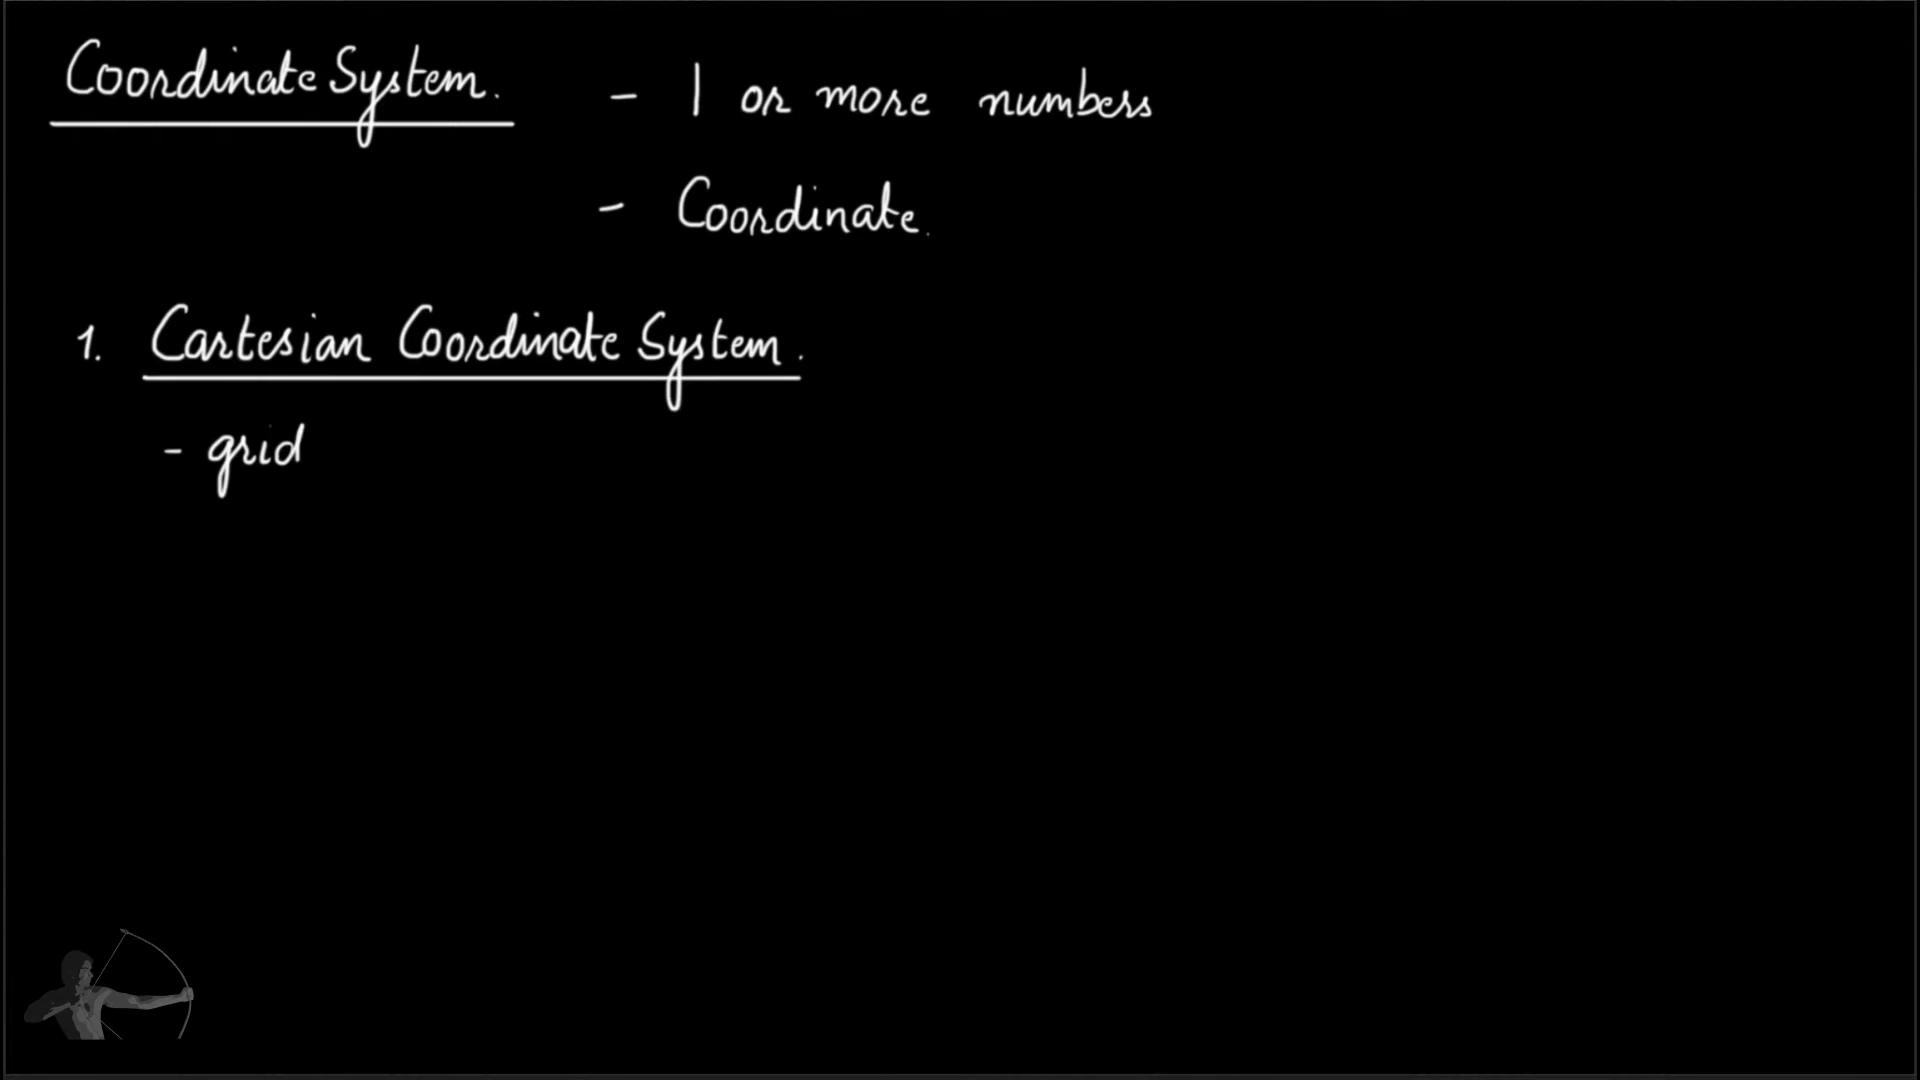 Coordinate System. - 1 or more numbers
- Coordinate.
1. Cartesian Coordinate System.
- grid